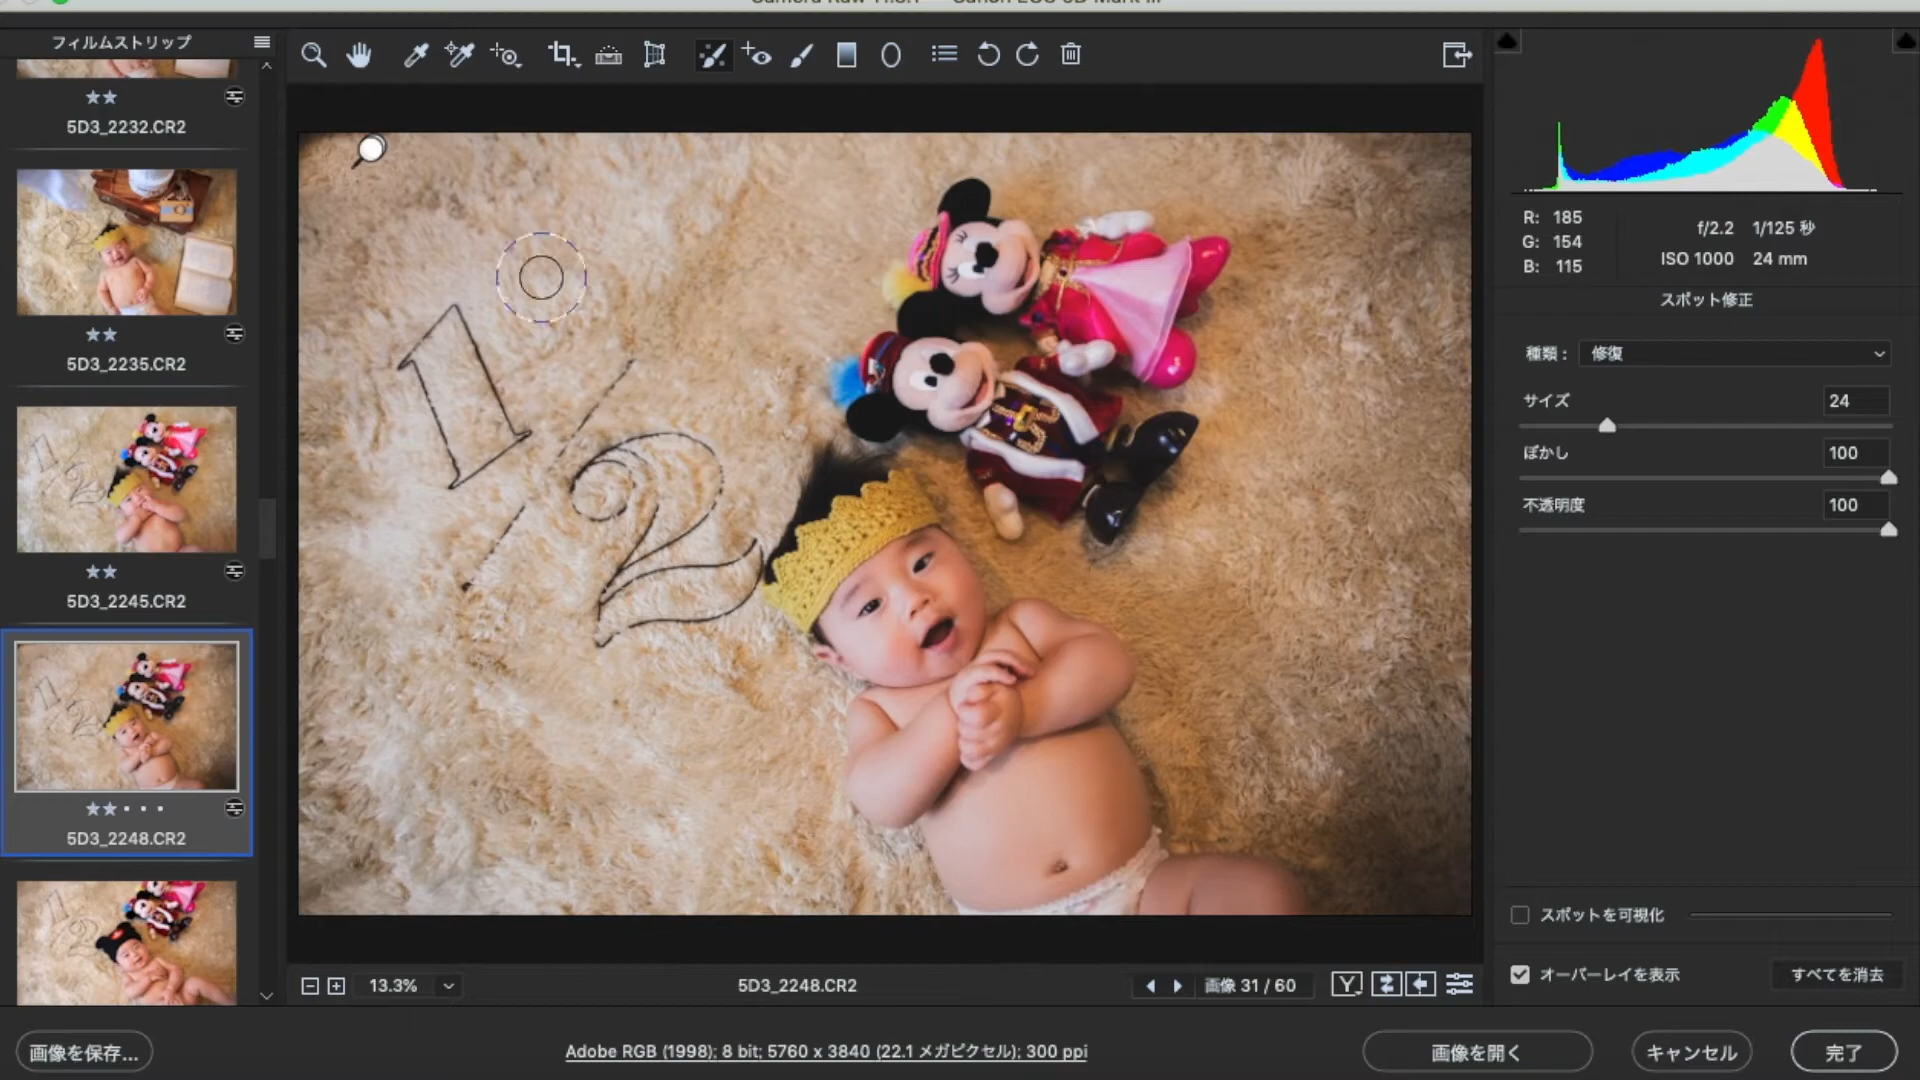 フィルムストリップ
5D3_2232.CR2
5D3_2235.CR2
5D3_2245.CR2
5D3_2248.CR2
1/2
13.3%
5D3_2248.CR2
画像 31 / 60
Y
R: 185
G: 154
B: 115
f/2.2 1/125 秒
ISO 1000 24 mm
スポット修正
種類： 修復
サイズ 24
ぼかし 100
不透明度 100
スポットを可視化
オーバーレイを表示
すべてを消去
画像を保存...
Adobe RGB (1998); 8 bit; 5760 x 3840 (22.1 メガピクセル); 300 ppi
画像を開く
キャンセル
完了